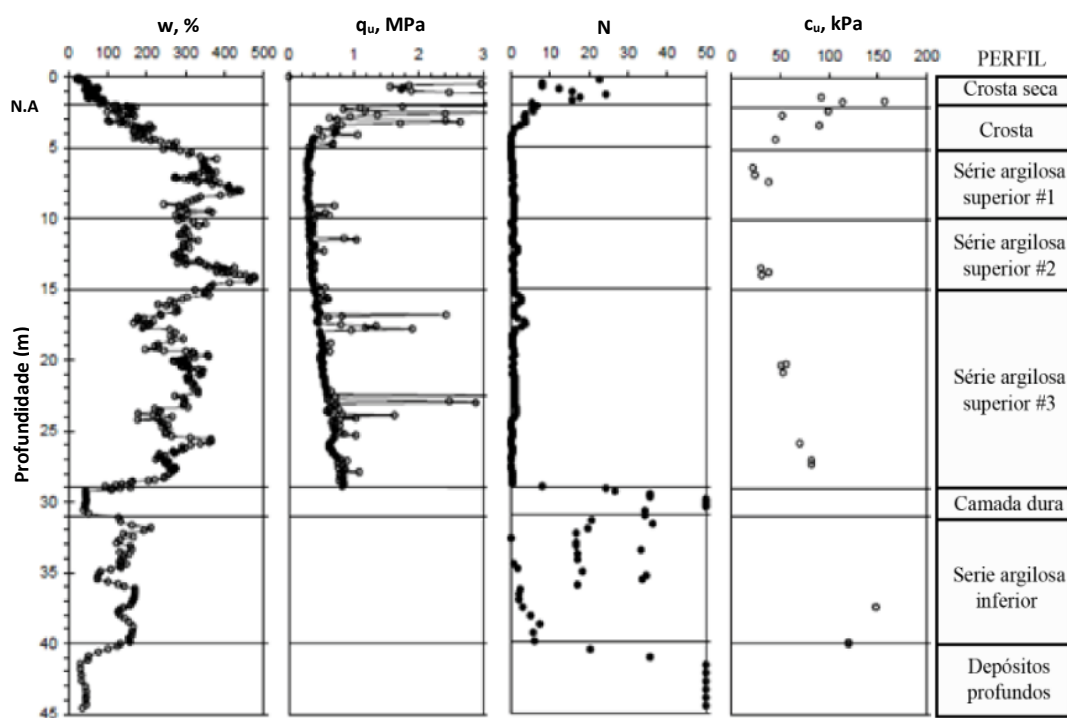 w, % qᵤ, MPa N cᵤ, kPa
0 100 200 300 400 500 0 1 2 3 0 10 20 30 40 50 0 50 100 150 200
PERFIL
0
N.A
5
10
15
20
25
30
35
40
45
Profundidade (m)
Crosta seca
Crosta
Série argilosa
superior #1
Série argilosa
superior #2
Série argilosa
superior #3
Camada dura
Serie argilosa
inferior
Depósitos
profundos